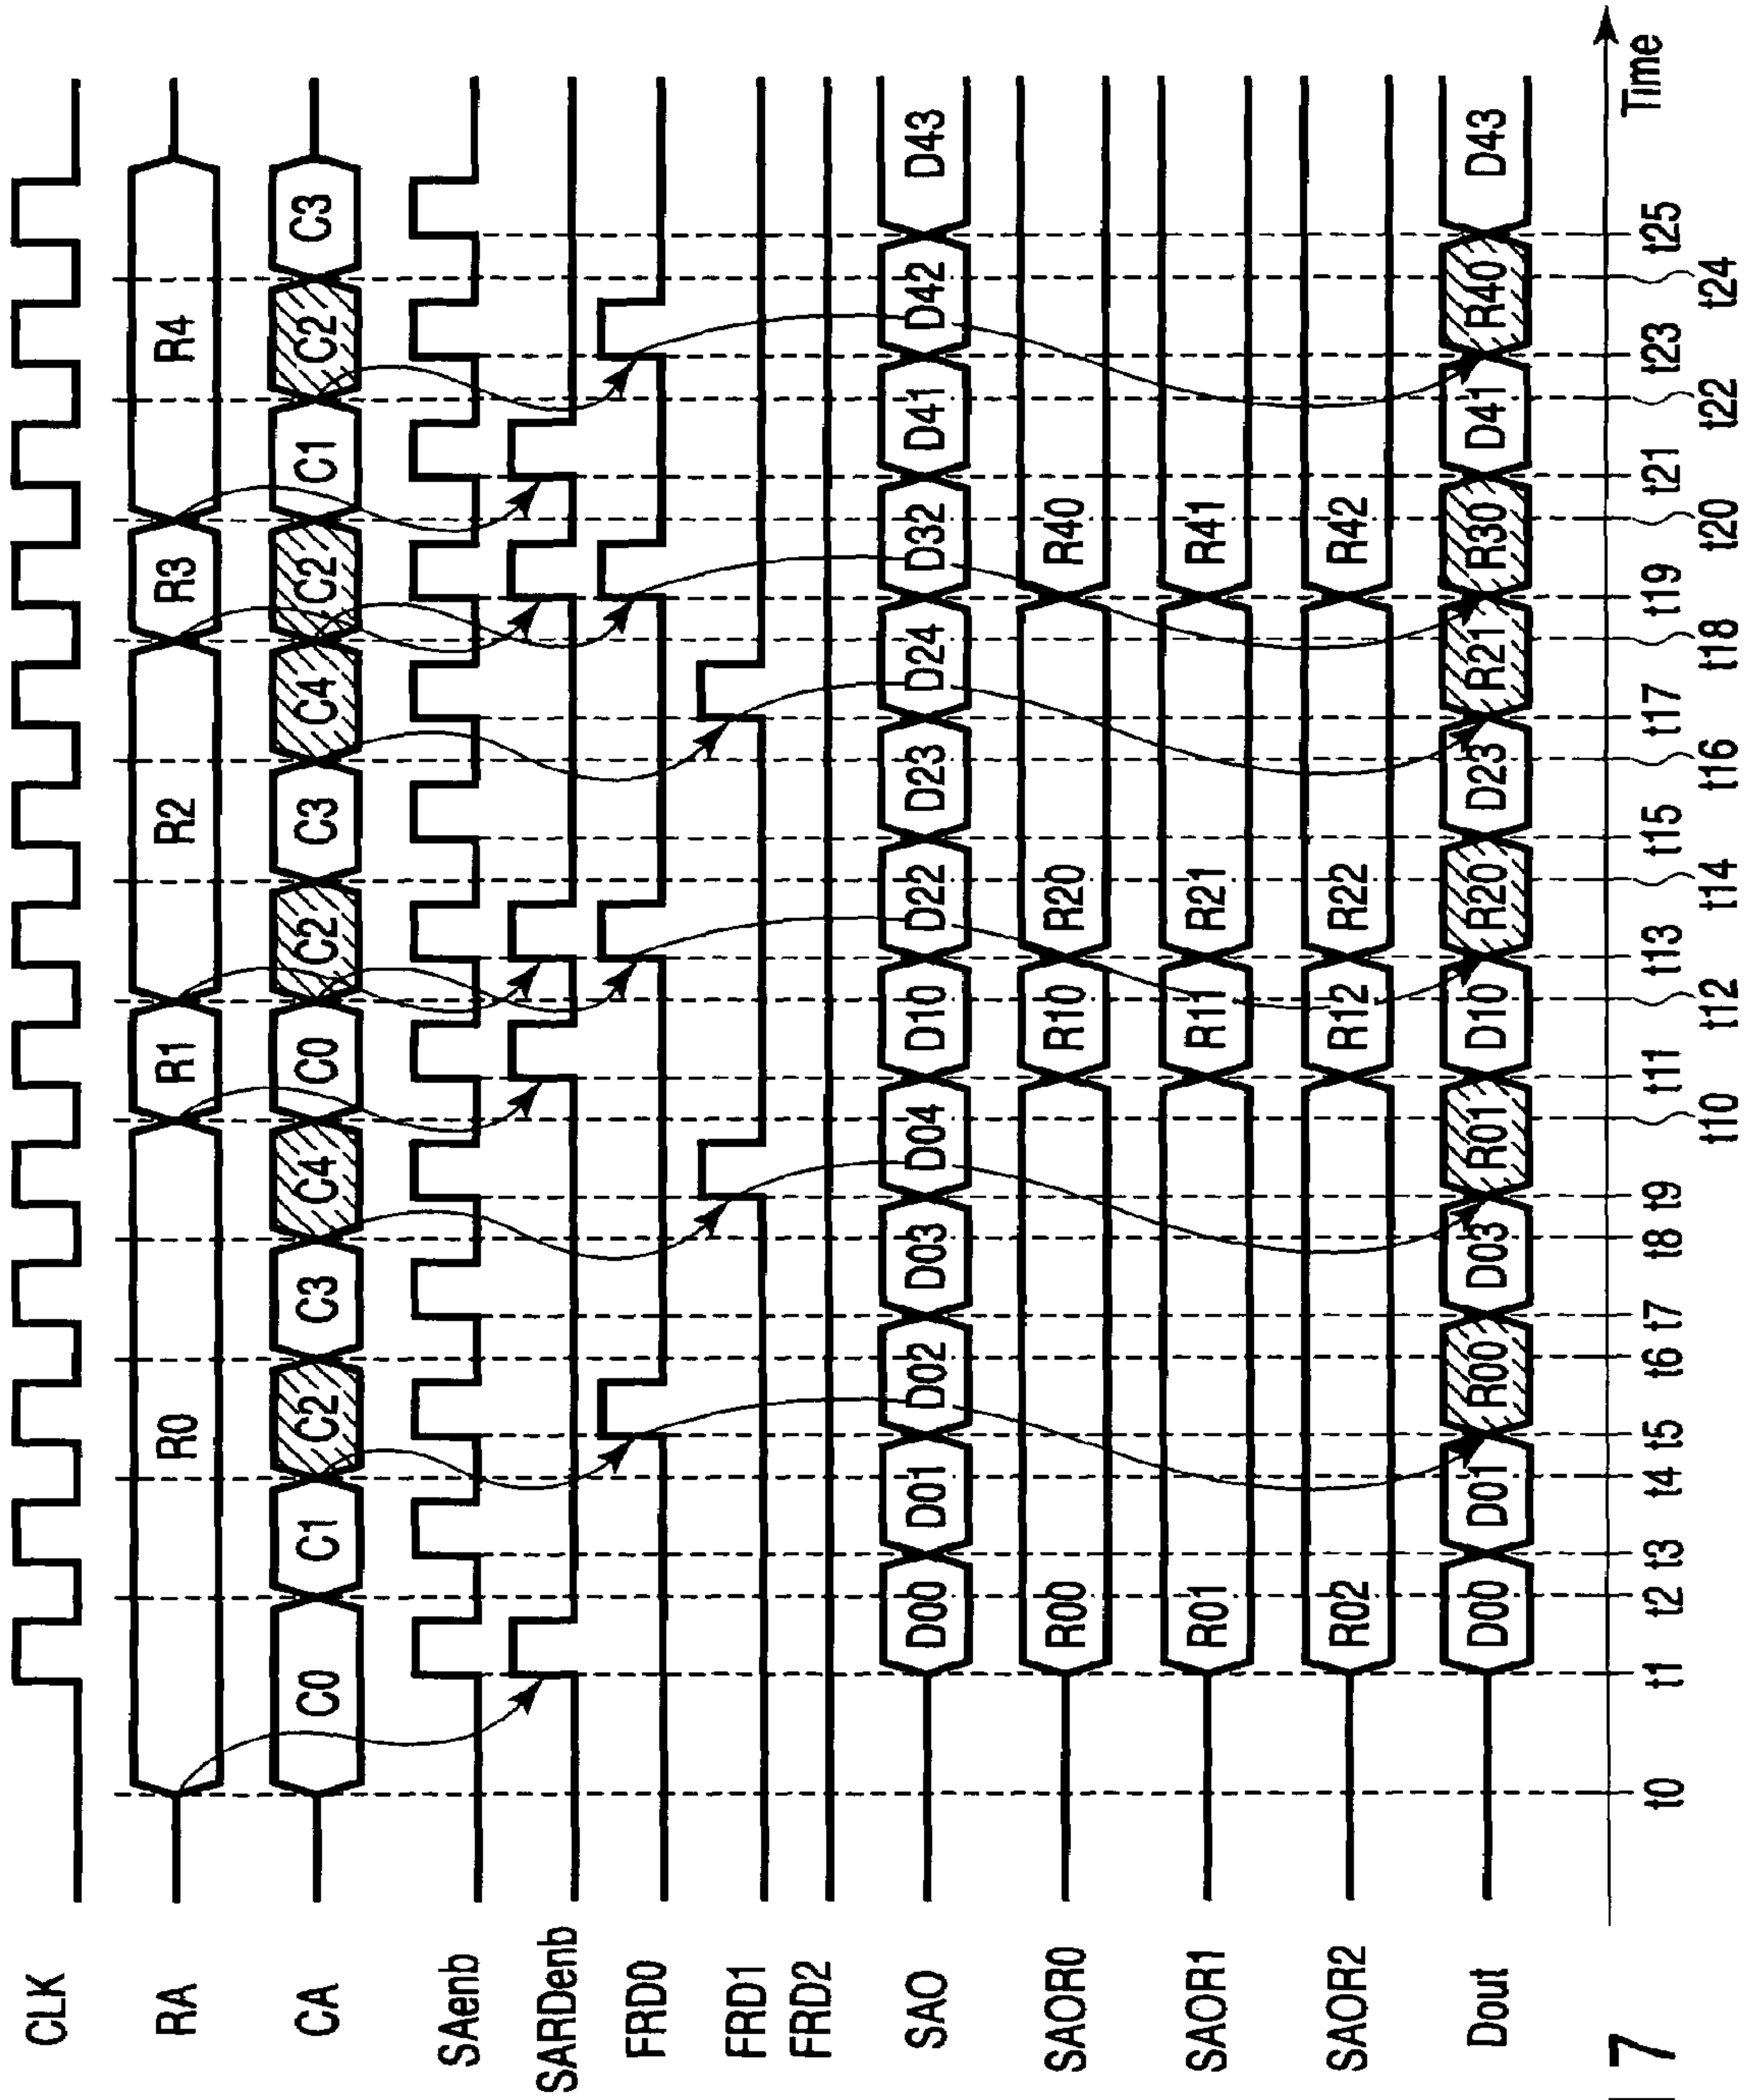 CLK
RA R0 R1 R2 R3 R4
CA C0 C1 C2 C3 C4 C0 C2 C3 C4 C2 C1 C2 C3
SAenb
SARDenb
FRD0
FRD1
FRD2
SAO D00 D01 D02 D03 D04 D10 D22 D23 D24 D32 D41 D42 D43
SAOR0 R00 R10 R20 R40
SAOR1 R01 R11 R21 R41
SAOR2 R02 R12 R22 R42
Dout D00 D01 R00 D03 R01 D10 R20 D23 R21 R30 D41 R40 D43
Time
t0 t1 t2 t3 t4 t5 t6 t7 t8 t9 t11 t13 t15 t17 t19 t21 t23 t25
t10 t12 t14 t16 t18 t20 t22 t24
7